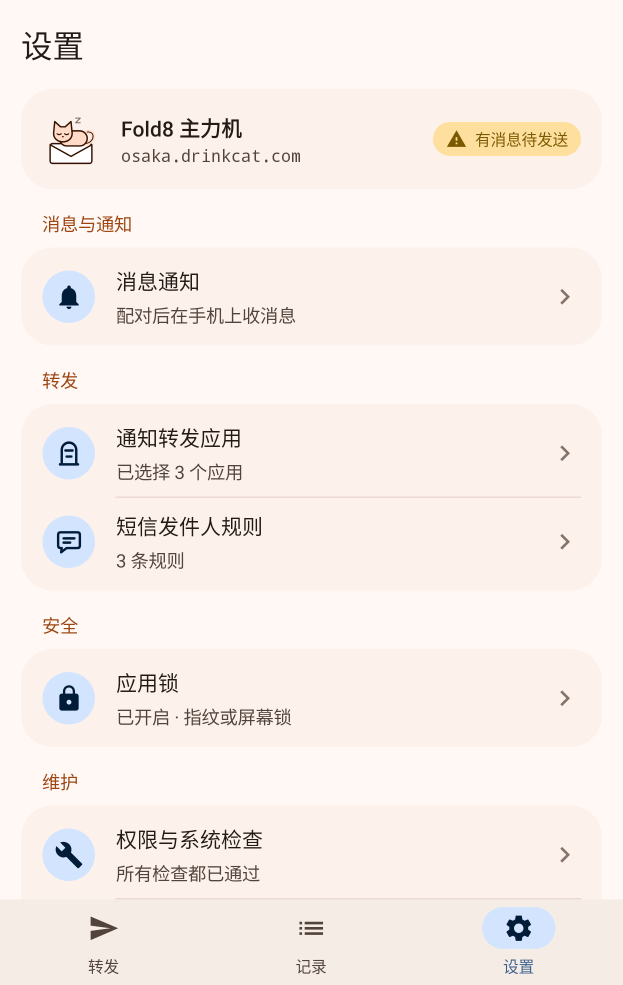 设置
Fold8 主力机
osaka.drinkcat.com
有消息待发送
消息与通知
消息通知
配对后在手机上收消息
转发
通知转发应用
已选择 3 个应用
短信发件人规则
3 条规则
安全
应用锁
已开启 · 指纹或屏幕锁
维护
权限与系统检查
所有检查都已通过
转发
记录
设置